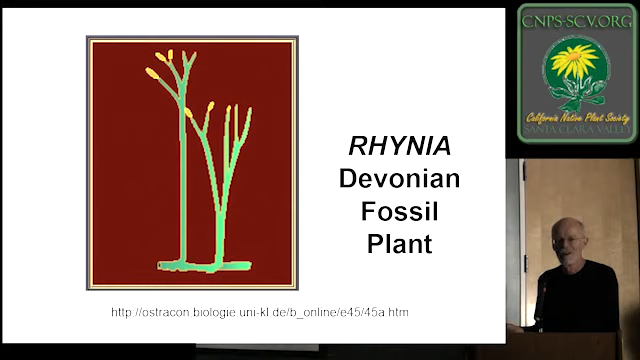 RHYNIA
Devonian
Fossil
Plant
http://ostracon.biologie.uni-kl.de/b_online/e45/45a.htm
CNPS-SCV.ORG
California Native Plant Society
SANTA CLARA VALLEY